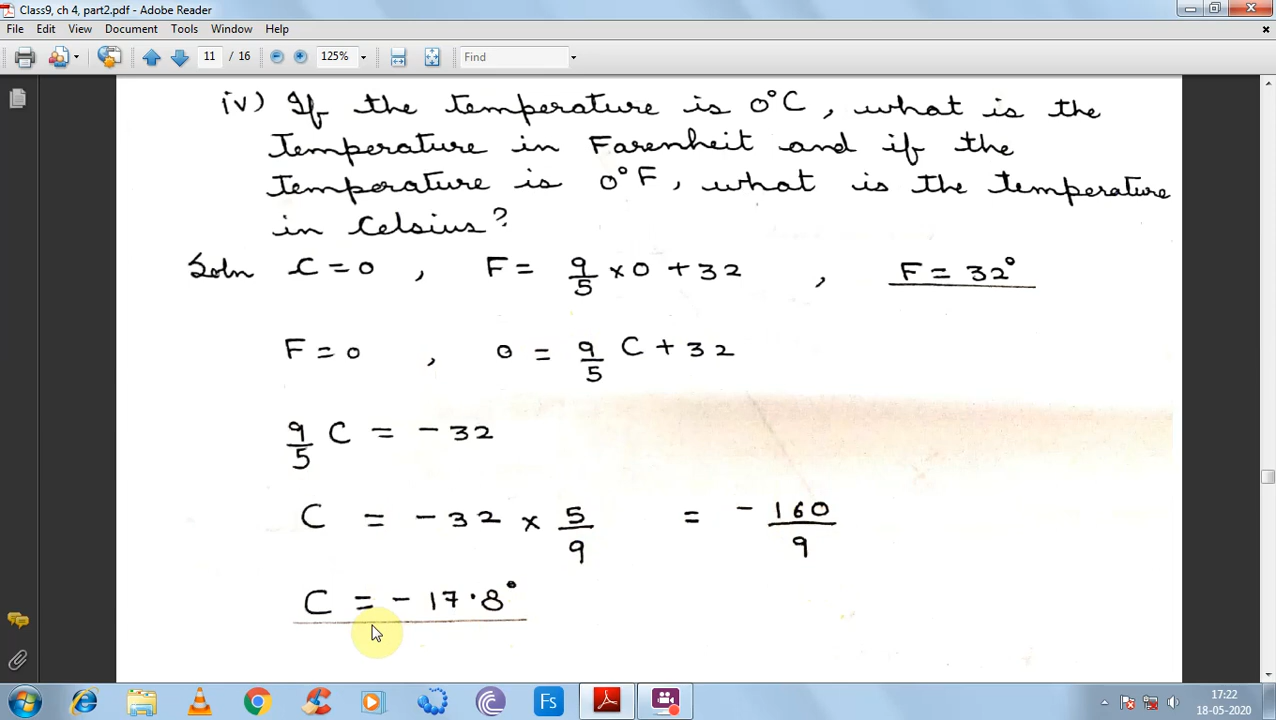 Class9, ch 4, part2.pdf - Adobe Reader
File Edit View Document Tools Window Help
11 / 16 125% Find
iv) If the temperature is 0°C, what is the
temperature in Farenheit and if the
temperature is 0°F, what is the temperature
in Celsius?
Soln C = 0 , F = 9/5 × 0 + 32 , F = 32°
F = 0 , 0 = 9/5 C + 32
9/5 C = -32
C = -32 × 5/9 = -160/9
C = -17.8°
Fs
17:22
18-05-2020